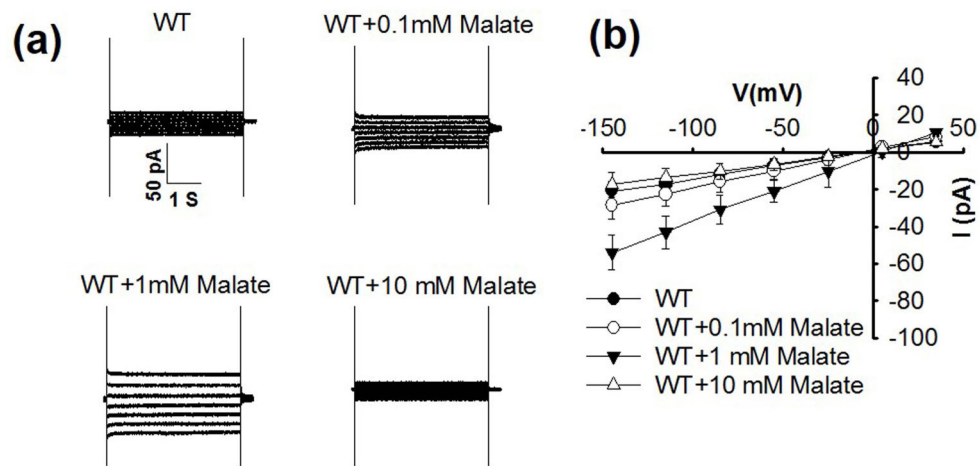 (a)
WT
WT+0.1mM Malate
50 pA
1 S
WT+1mM Malate
WT+10 mM Malate
(b)
V(mV)
-150 -100 -50 0 50
40
20
0
-20
-40
-60
-80
-100
I (pA)
WT
WT+0.1mM Malate
WT+1 mM Malate
WT+10 mM Malate